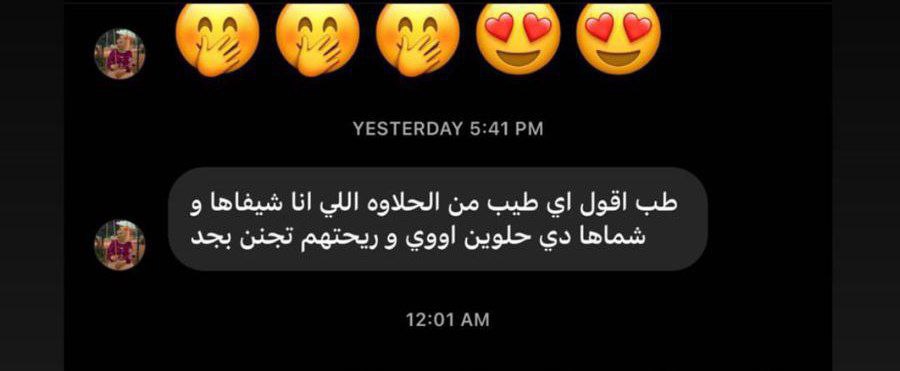 🤭🤭🤭😍😍
YESTERDAY 5:41 PM
طب اقول اي طيب من الحلاوه اللي انا شيفاها و
شماها دي حلوين اووي و ريحتهم تجنن بجد
12:01 AM